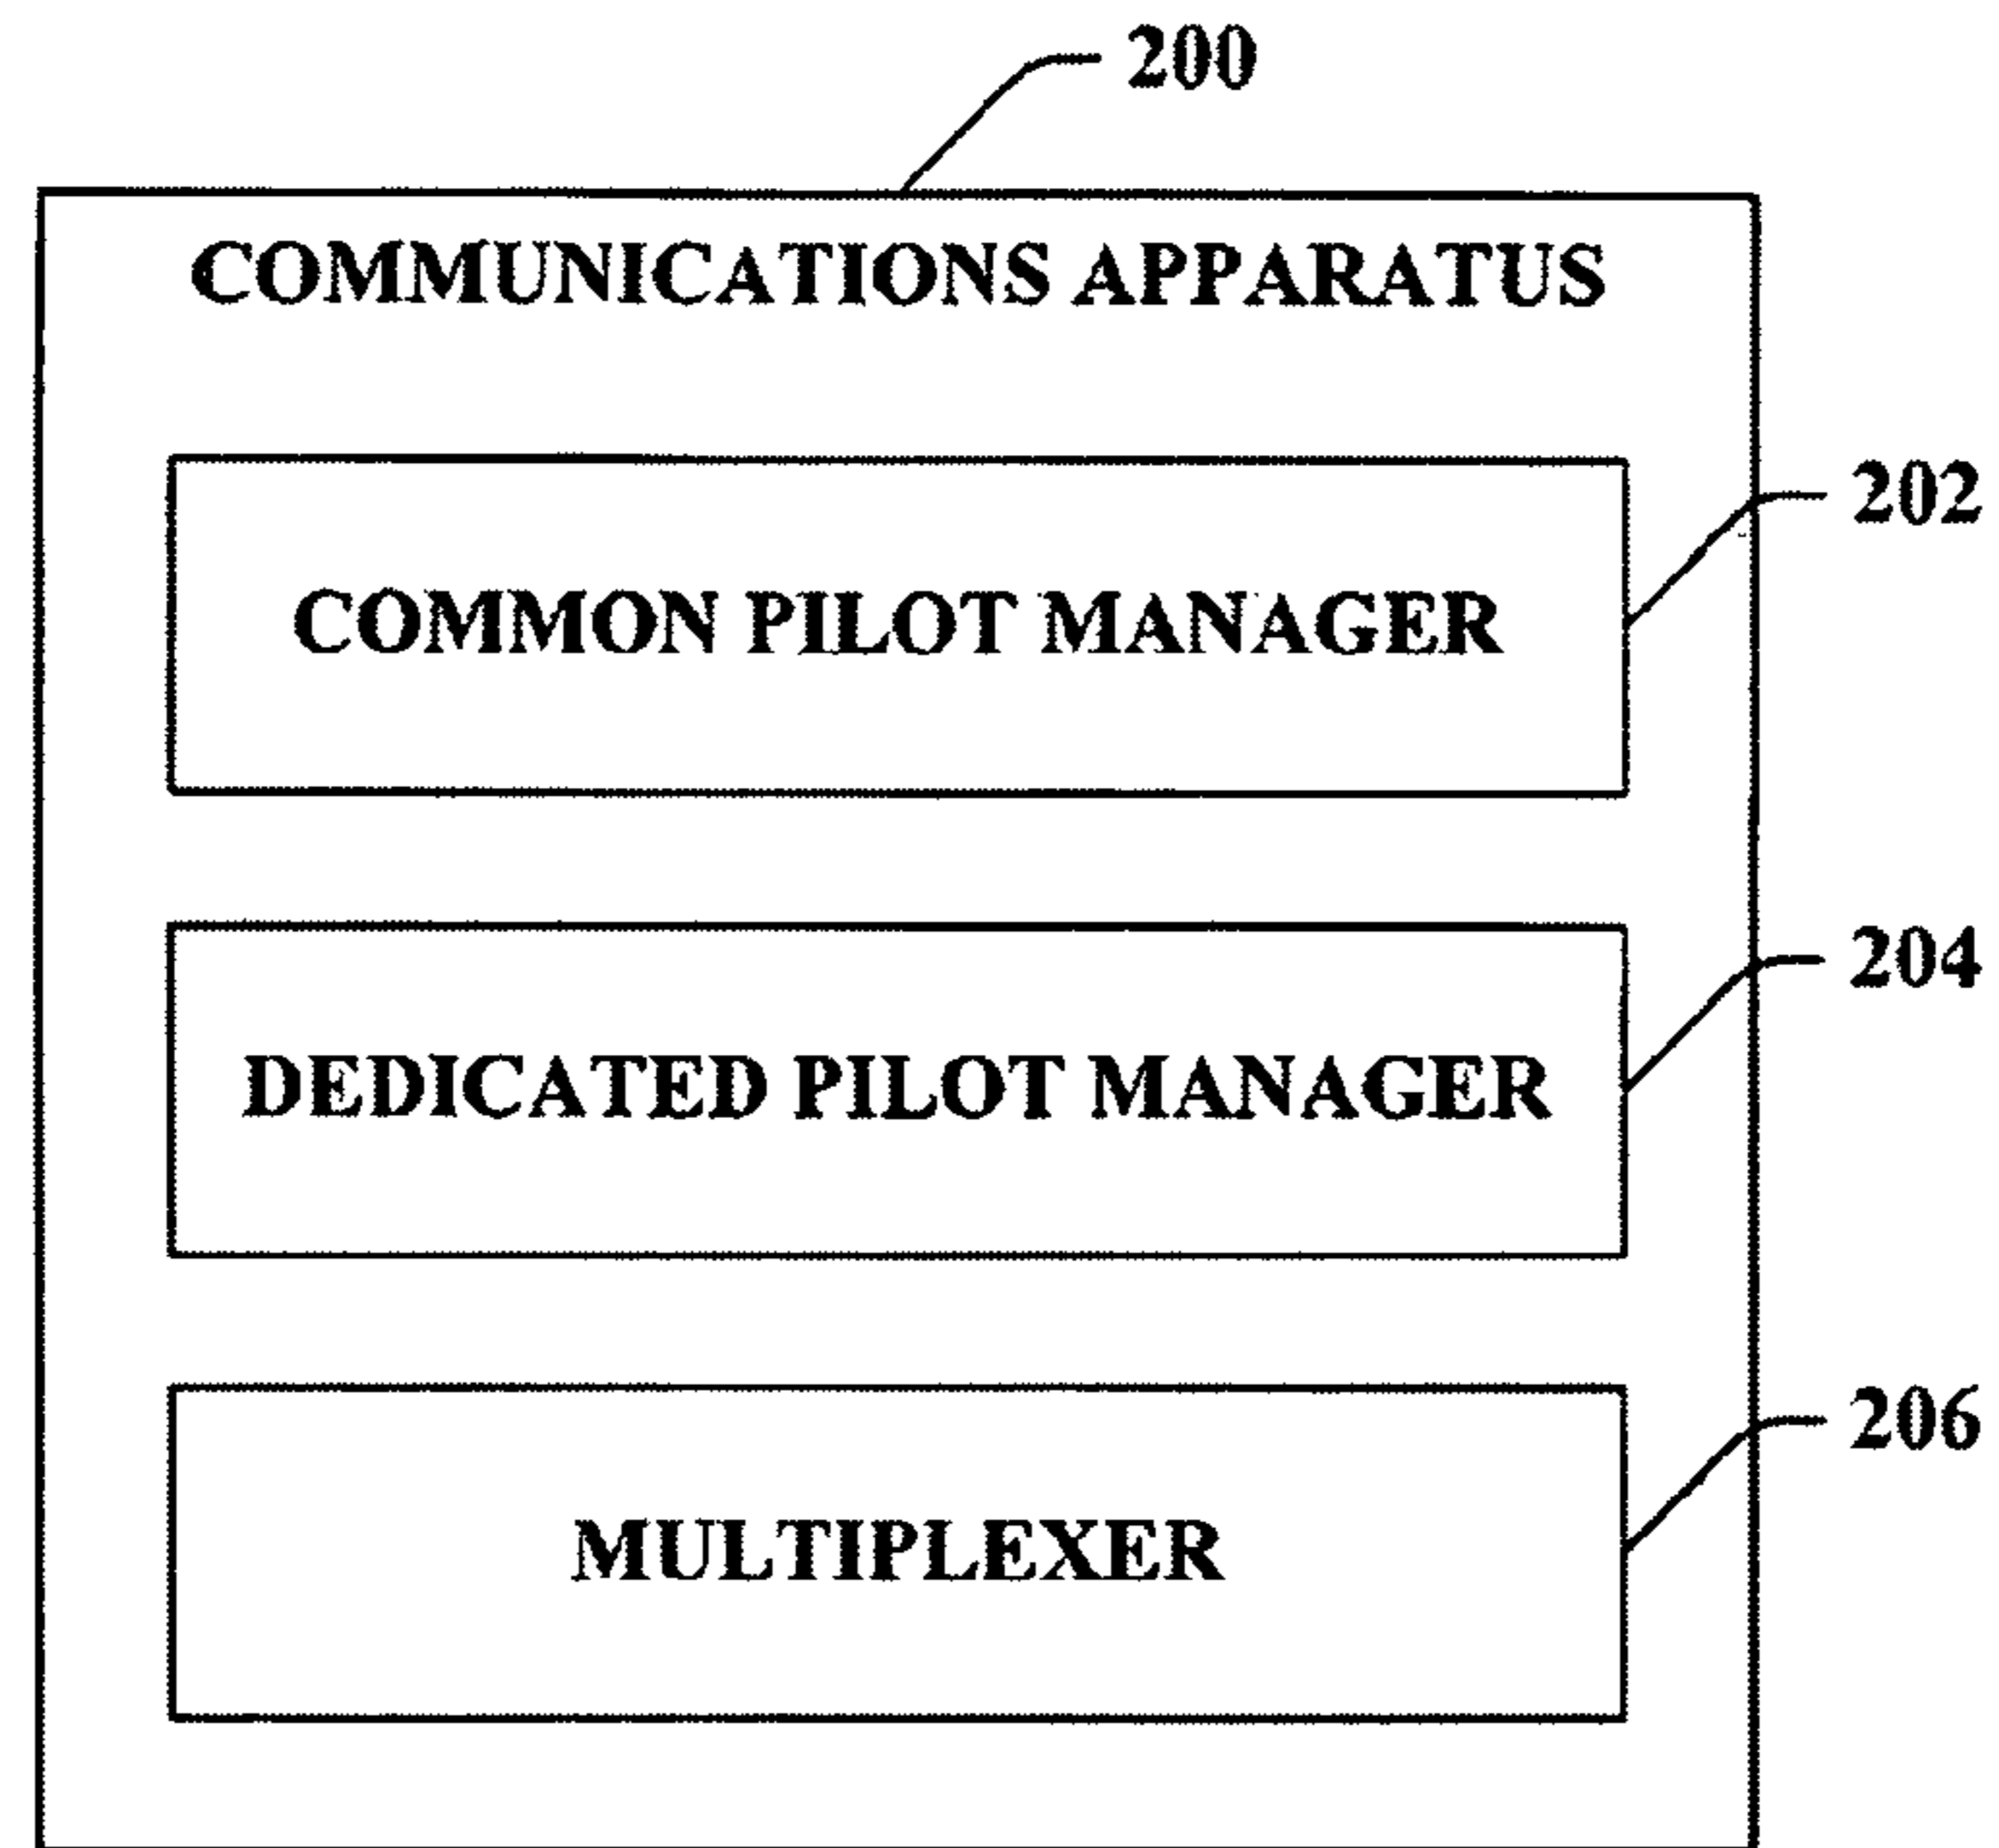 200
COMMUNICATIONS APPARATUS
202
COMMON PILOT MANAGER
204
DEDICATED PILOT MANAGER
206
MULTIPLEXER